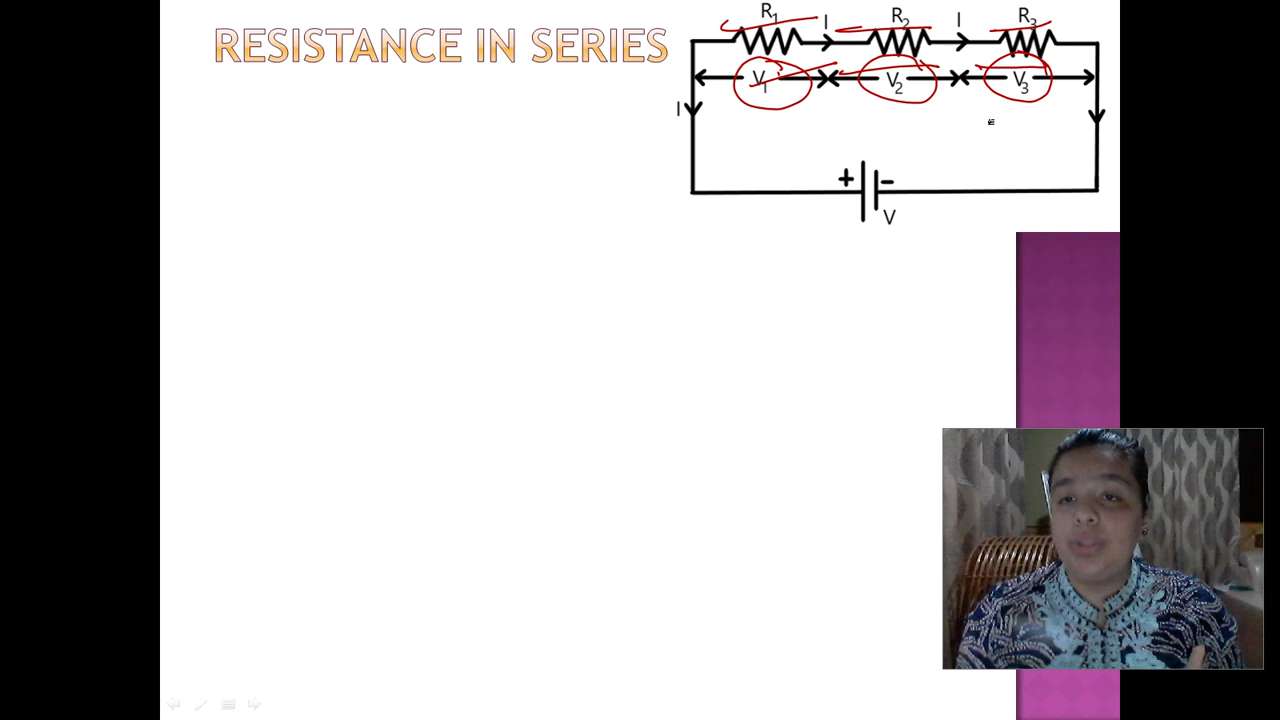 RESISTANCE IN SERIES
R1 I R2 I R3
V1 V2 V3
I
+ -
V